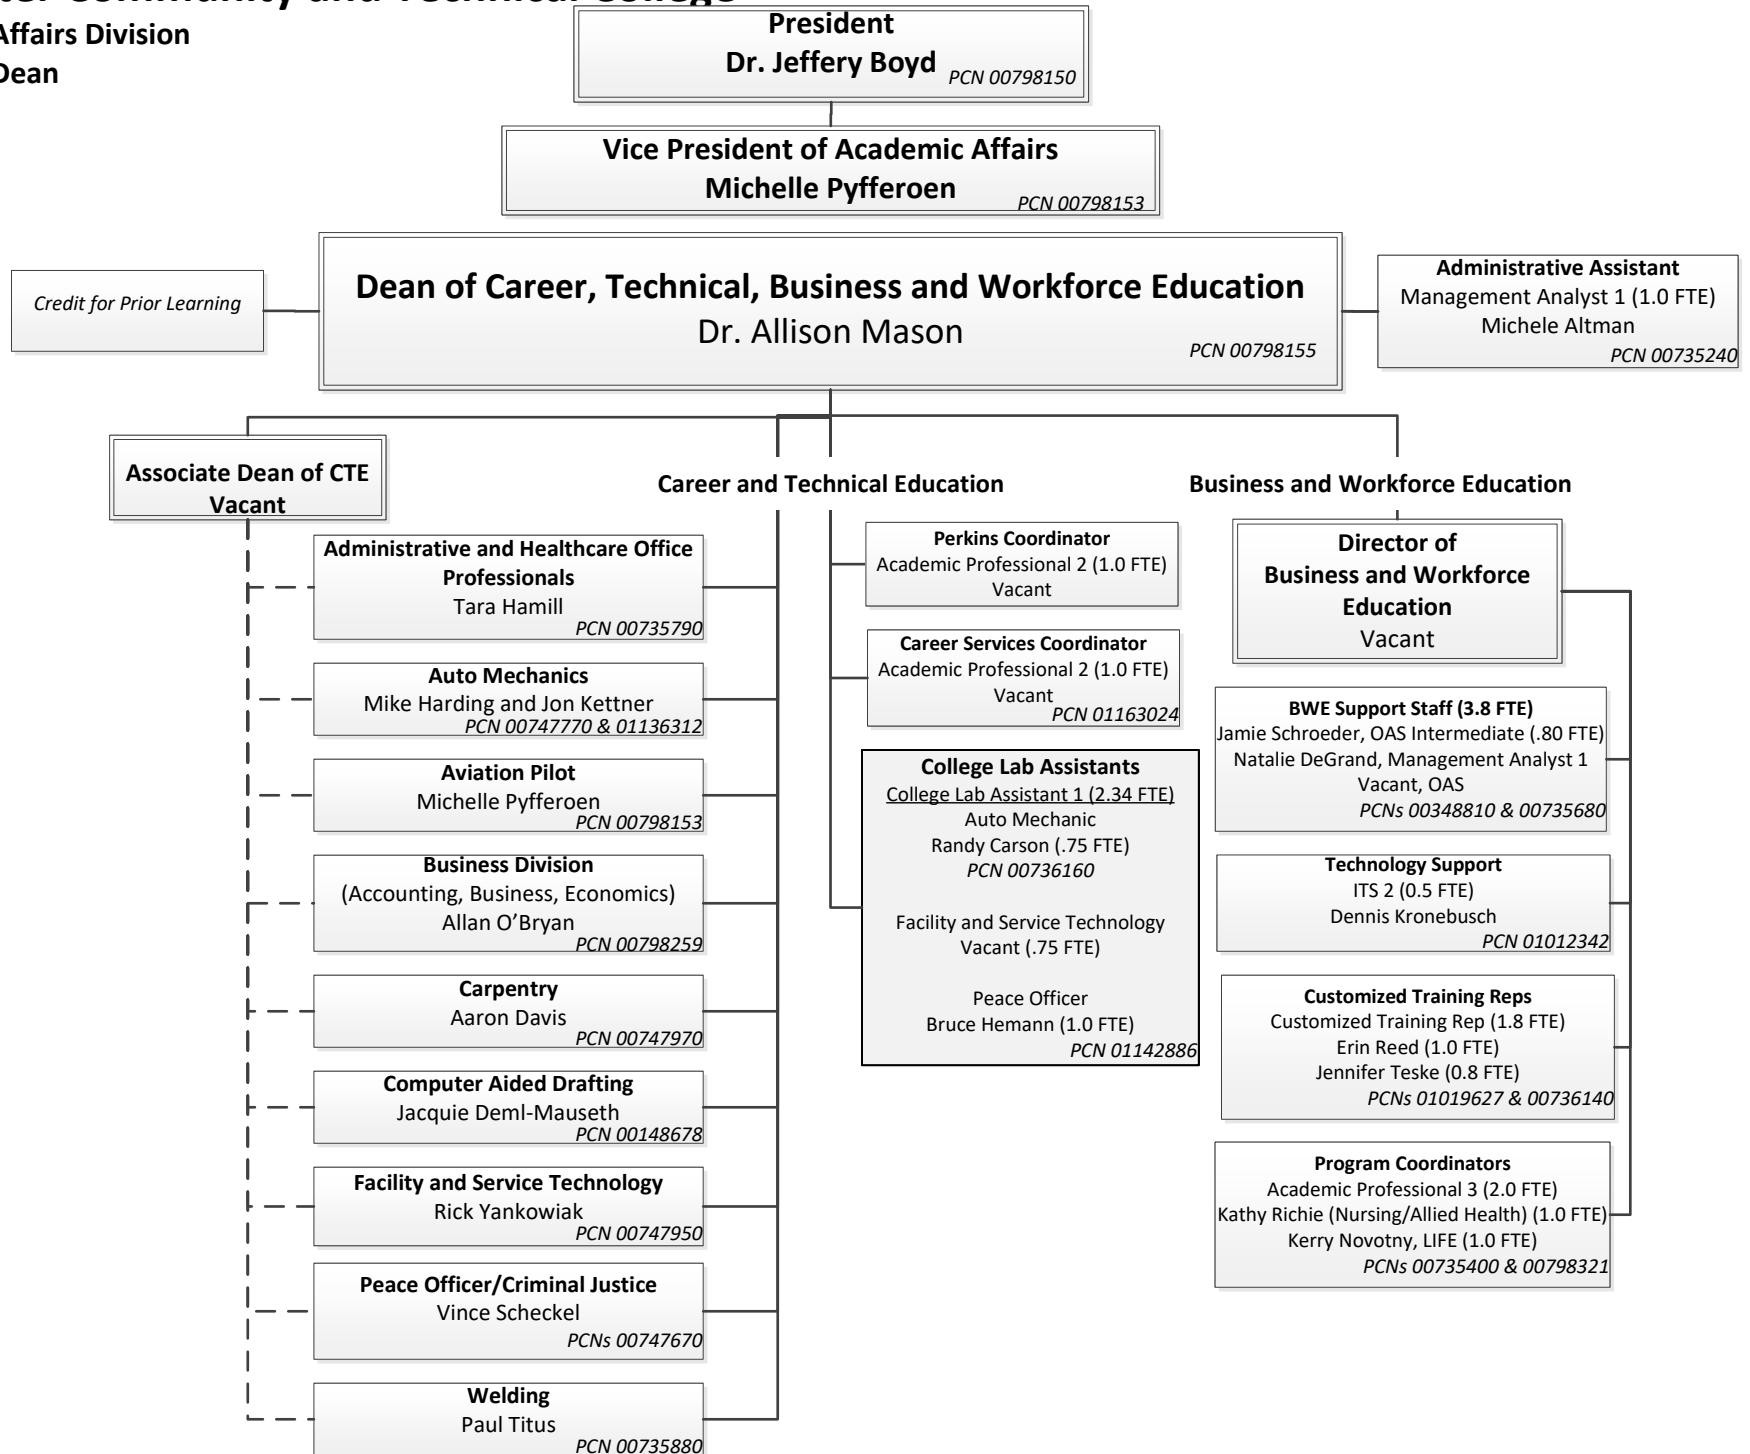 Community and Technical College
Affairs Division
Dean
President
Dr. Jeffery Boyd
PCN 00798150
Vice President of Academic Affairs
Michelle Pyfferoen
PCN 00798153
Credit for Prior Learning
Dean of Career, Technical, Business and Workforce Education
Dr. Allison Mason
PCN 00798155
Administrative Assistant
Management Analyst 1 (1.0 FTE)
Michele Altman
PCN 00735240
Associate Dean of CTE
Vacant
Career and Technical Education
Business and Workforce Education
Administrative and Healthcare Office
Professionals
Tara Hamill
PCN 00735790
Auto Mechanics
Mike Harding and Jon Kettner
PCN 00747770 & 01136312
Aviation Pilot
Michelle Pyfferoen
PCN 00798153
Business Division
(Accounting, Business, Economics)
Allan O’Bryan
PCN 00798259
Carpentry
Aaron Davis
PCN 00747970
Computer Aided Drafting
Jacquie Deml-Mauseth
PCN 00148678
Facility and Service Technology
Rick Yankowiak
PCN 00747950
Peace Officer/Criminal Justice
Vince Scheckel
PCNs 00747670
Welding
Paul Titus
PCN 00735880
Perkins Coordinator
Academic Professional 2 (1.0 FTE)
Vacant
Career Services Coordinator
Academic Professional 2 (1.0 FTE)
Vacant
PCN 01163024
College Lab Assistants
College Lab Assistant 1 (2.34 FTE)
Auto Mechanic
Randy Carson (.75 FTE)
PCN 00736160
Facility and Service Technology
Vacant (.75 FTE)
Peace Officer
Bruce Hemann (1.0 FTE)
PCN 01142886
Director of
Business and Workforce
Education
Vacant
BWE Support Staff (3.8 FTE)
Jamie Schroeder, OAS Intermediate (.80 FTE)
Natalie DeGrand, Management Analyst 1
Vacant, OAS
PCNs 00348810 & 00735680
Technology Support
ITS 2 (0.5 FTE)
Dennis Kronebusch
PCN 01012342
Customized Training Reps
Customized Training Rep (1.8 FTE)
Erin Reed (1.0 FTE)
Jennifer Teske (0.8 FTE)
PCNs 01019627 & 00736140
Program Coordinators
Academic Professional 3 (2.0 FTE)
Kathy Richie (Nursing/Allied Health) (1.0 FTE)
Kerry Novotny, LIFE (1.0 FTE)
PCNs 00735400 & 00798321